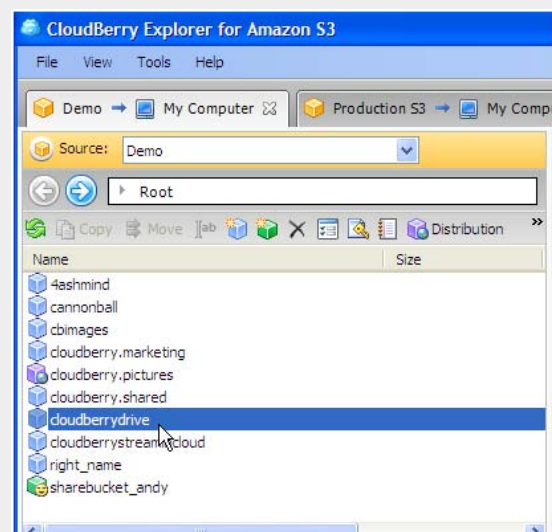 CloudBerry Explorer for Amazon S3
File View Tools Help
Demo My Computer Production S3 My Comp
Source: Demo
Root
Copy Move Distribution
Name Size
4ashmind
cannonball
cbimages
cloudberry.marketing
cloudberry.pictures
cloudberry.shared
cloudberrydrive
right_name
sharebucket_andy